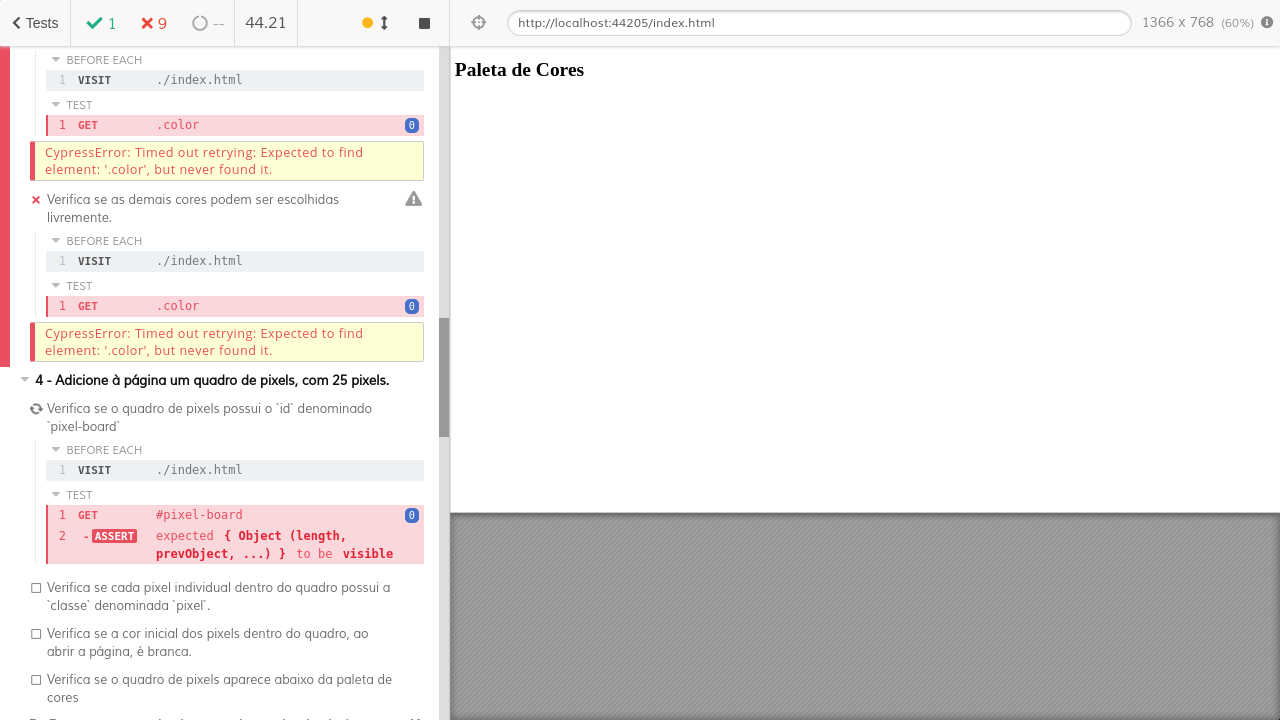 Tests 1 9 -- 44.21 http://localhost:44205/index.html 1366 x 768 (60%)
BEFORE EACH
1 VISIT ./index.html
TEST
1 GET .color 0
CypressError: Timed out retrying: Expected to find
element: '.color', but never found it.
Verifica se as demais cores podem ser escolhidas
livremente.
BEFORE EACH
1 VISIT ./index.html
TEST
1 GET .color 0
CypressError: Timed out retrying: Expected to find
element: '.color', but never found it.
4 - Adicione à página um quadro de pixels, com 25 pixels.
Verifica se o quadro de pixels possui o `id` denominado
`pixel-board`
BEFORE EACH
1 VISIT ./index.html
TEST
1 GET #pixel-board 0
2 -ASSERT expected { Object (length,
prevObject, ...) } to be visible
Verifica se cada pixel individual dentro do quadro possui a
`classe` denominada `pixel`.
Verifica se a cor inicial dos pixels dentro do quadro, ao
abrir a página, é branca.
Verifica se o quadro de pixels aparece abaixo da paleta de
cores
Paleta de Cores